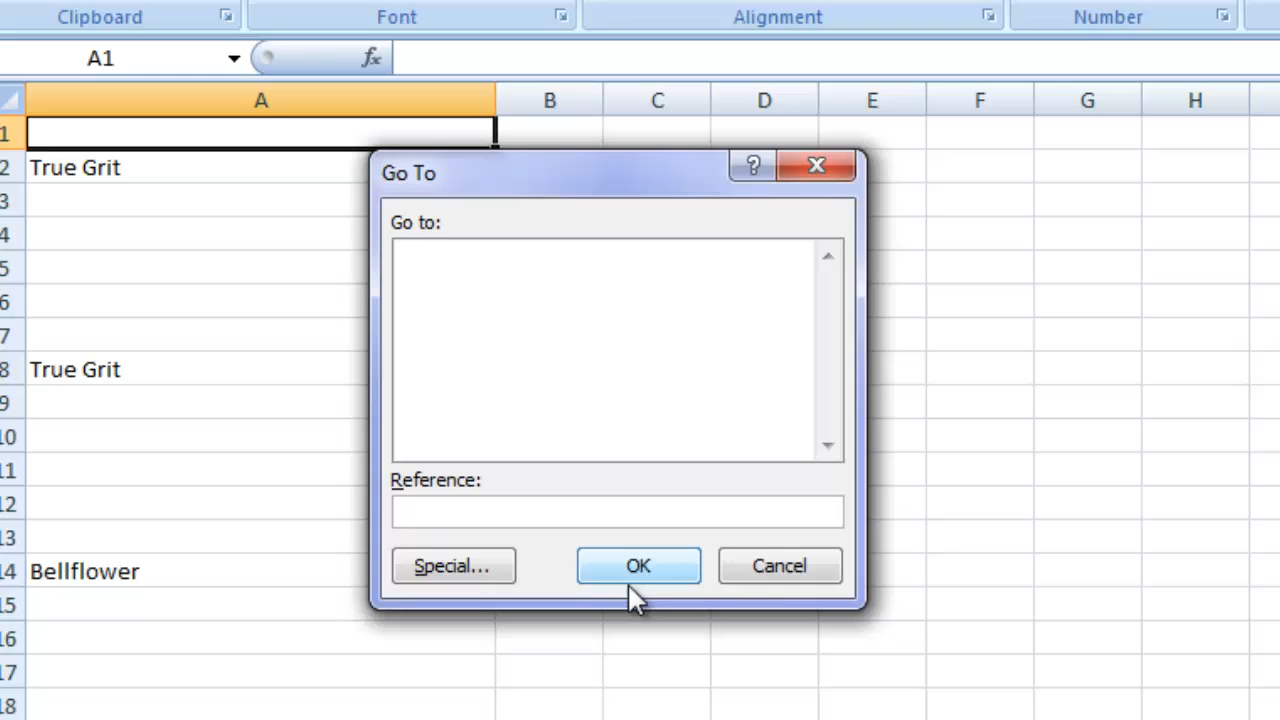 Clipboard Font Alignment Number
A1 fx
A B C D E F G H
1
2 True Grit
3
4
5
6
7
8 True Grit
9
10
11
12
13
14 Bellflower
15
16
17
18
Go To ?
Go to:
Reference:
Special... OK Cancel